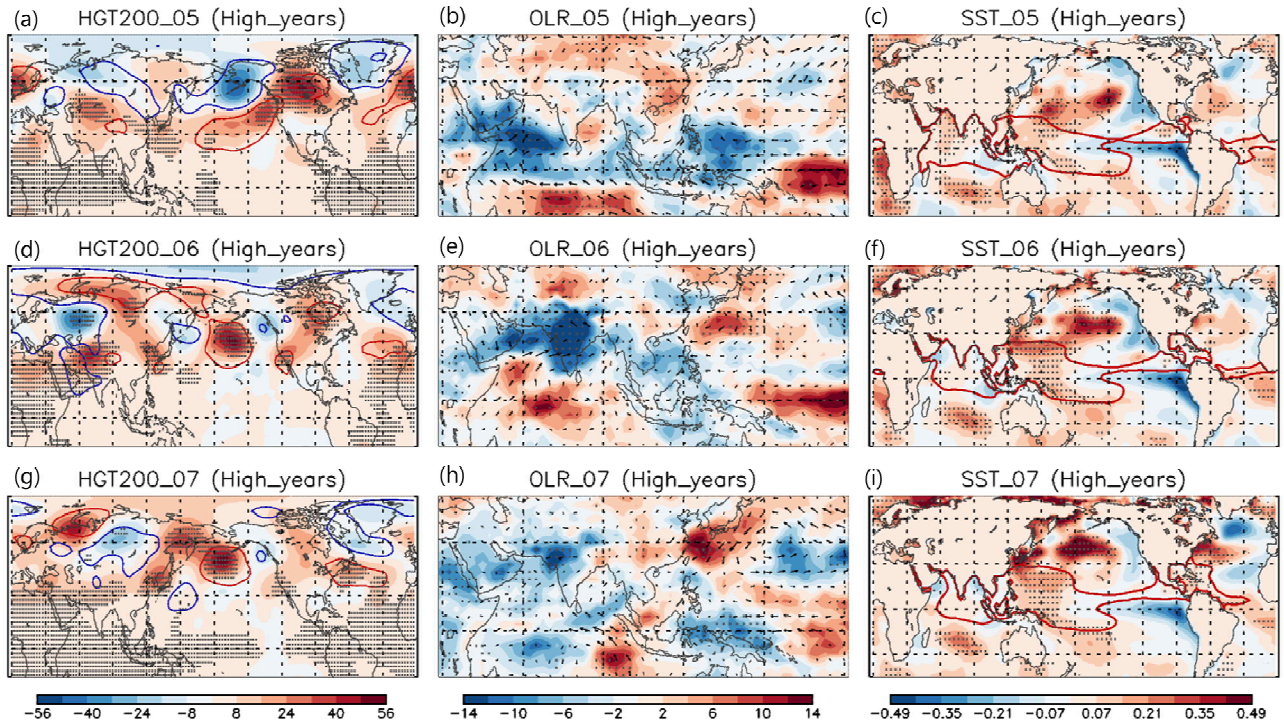 (a) HGT200_05 (High_years)
(b) OLR_05 (High_years)
(c) SST_05 (High_years)
(d) HGT200_06 (High_years)
(e) OLR_06 (High_years)
(f) SST_06 (High_years)
(g) HGT200_07 (High_years)
(h) OLR_07 (High_years)
(i) SST_07 (High_years)
−56 −40 −24 −8 8 24 40 56
−14 −10 −6 −2 2 6 10 14
−0.49 −0.35 −0.21 −0.07 0.07 0.21 0.35 0.49